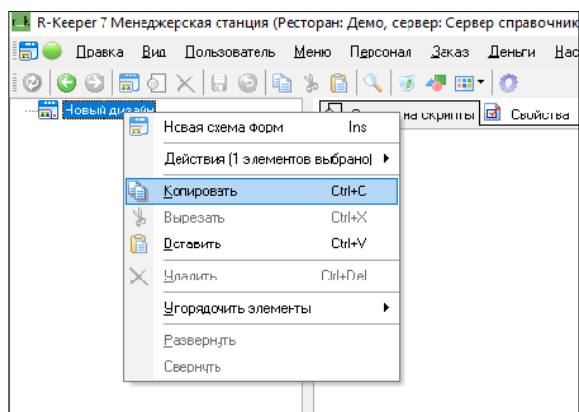 R-Keeper 7 Менеджерская станция (Ресторан: Демо, сервер: Сервер справочник
Правка Вид Пользователь Меню Персонал Заказ Деньги Нас
Новый дизайн
на скрипты Свойства
Новая схема форм Ins
Действия (1 элементов выбрано)
Копировать Ctrl+C
Вырезать Ctrl+X
Вставить Ctrl+V
Удалить Ctrl+Del
Упорядочить элементы
Развернуть
Свернуть